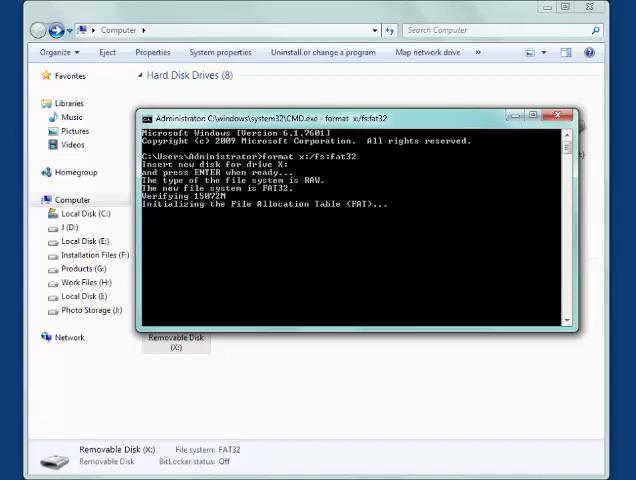 Computer
Search Computer
Organize
Eject
Properties
System properties
Uninstall or change a program
Map network drive
»
Favorites
Hard Disk Drives (8)
Libraries
Music
Pictures
Videos
Homegroup
Computer
Local Disk (C:)
J (D:)
Local Disk (E:)
Installation Files (F:)
Products (G:)
Work Files (H:)
Local Disk (I:)
Photo Storage (J:)
Network
Administrator: C:\windows\system32\CMD.exe - format x:/fs:fat32
Microsoft Windows [Version 6.1.7601]
Copyright (c) 2009 Microsoft Corporation. All rights reserved.
C:\Users\Administrator>format x:/fs:fat32
Insert new disk for drive X:
and press ENTER when ready...
The type of the file system is RAW.
The new file system is FAT32.
Verifying 15072M
Initializing the File Allocation Table (FAT)...
Removable Disk
(X:)
Removable Disk (X:) File system: FAT32
Removable Disk BitLocker status: Off